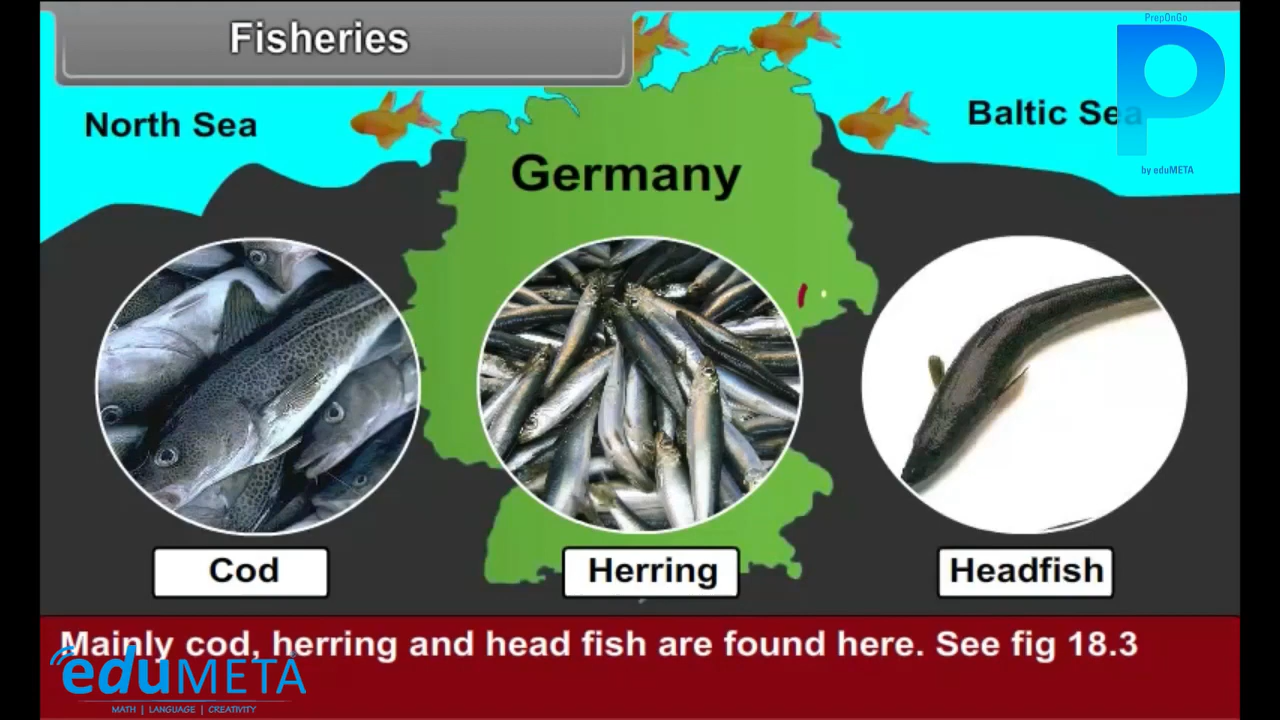 Fisheries
PrepOnGo
P
by eduMETA
North Sea
Baltic Sea
Germany
Cod
Herring
Headfish
Mainly cod, herring and head fish are found here. See fig 18.3
eduMETA
MATH | LANGUAGE | CREATIVITY